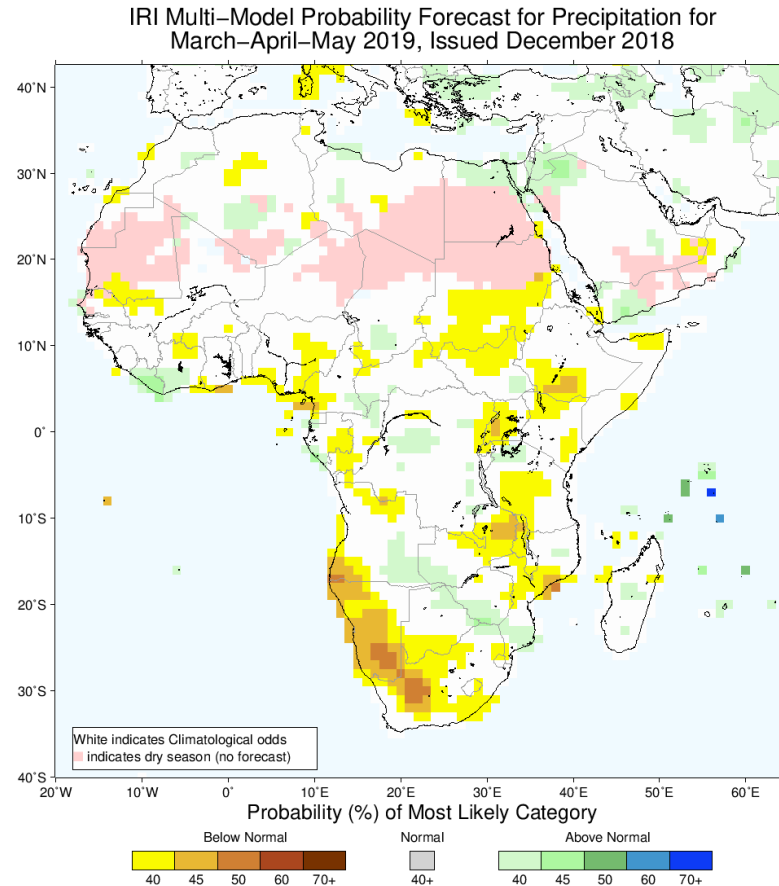 IRI Multi−Model Probability Forecast for Precipitation for
March−April−May 2019, Issued December 2018
40˚N
30˚N
20˚N
10˚N
0˚
10˚S
20˚S
30˚S
40˚S
White indicates Climatological odds
indicates dry season (no forecast)
20˚W 10˚W 0˚ 10˚E 20˚E 30˚E 40˚E 50˚E 60˚E
Probability (%) of Most Likely Category
Below Normal Normal Above Normal
40 45 50 60 70+ 40+ 40 45 50 60 70+